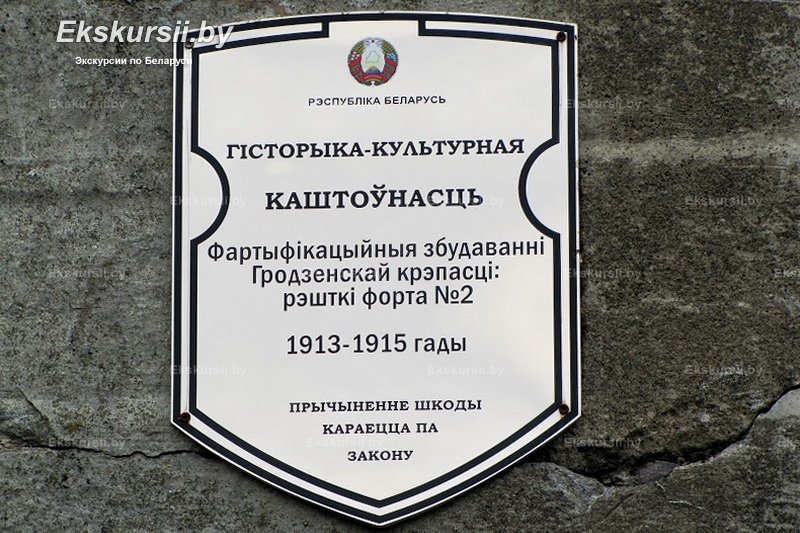 Ekskursii.by
Экскурсии по Беларуси
РЭСПУБЛІКА БЕЛАРУСЬ
ГІСТОРЫКА-КУЛЬТУРНАЯ
КАШТОЎНАСЦЬ
Фартыфікацыйныя збудаванні
Гродзенскай крэпасці:
рэшткі форта №2
1913-1915 гады
ПРЫЧЫНЕННЕ ШКОДЫ
КАРАЕЦЦА ПА
ЗАКОНУ